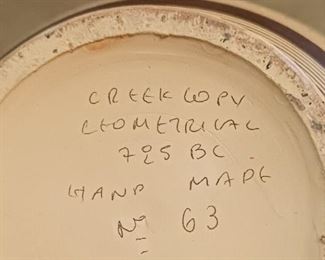 GREEK COPY
GEOMETRICAL
725 BC
HAND MADE
Nº 63